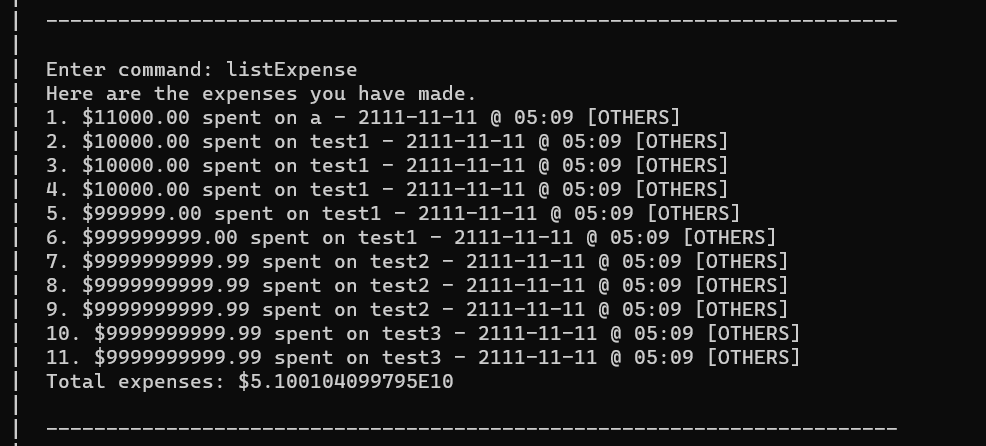 Enter command: listExpense
Here are the expenses you have made.
1. $11000.00 spent on a - 2111-11-11 @ 05:09 [OTHERS]
2. $10000.00 spent on test1 - 2111-11-11 @ 05:09 [OTHERS]
3. $10000.00 spent on test1 - 2111-11-11 @ 05:09 [OTHERS]
4. $10000.00 spent on test1 - 2111-11-11 @ 05:09 [OTHERS]
5. $999999.00 spent on test1 - 2111-11-11 @ 05:09 [OTHERS]
6. $999999999.00 spent on test1 - 2111-11-11 @ 05:09 [OTHERS]
7. $9999999999.99 spent on test2 - 2111-11-11 @ 05:09 [OTHERS]
8. $9999999999.99 spent on test2 - 2111-11-11 @ 05:09 [OTHERS]
9. $9999999999.99 spent on test2 - 2111-11-11 @ 05:09 [OTHERS]
10. $9999999999.99 spent on test3 - 2111-11-11 @ 05:09 [OTHERS]
11. $9999999999.99 spent on test3 - 2111-11-11 @ 05:09 [OTHERS]
Total expenses: $5.100104099795E10